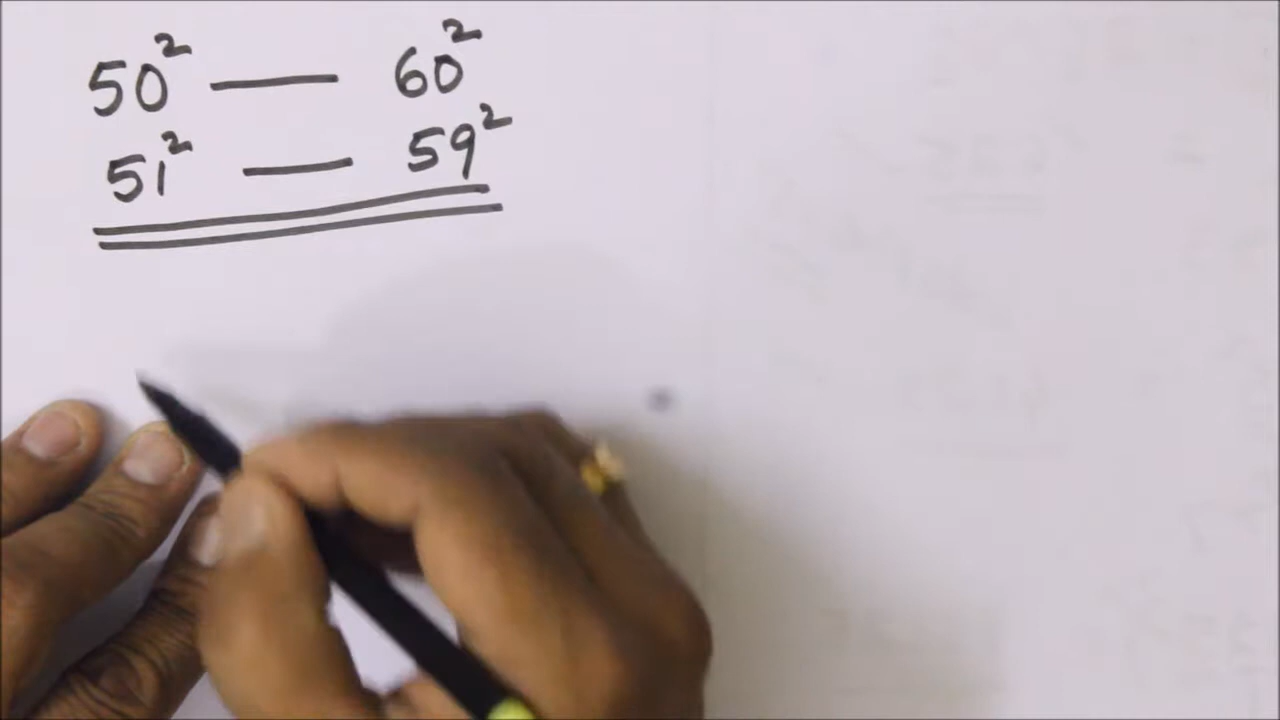 50² — 60²
51² — 59²